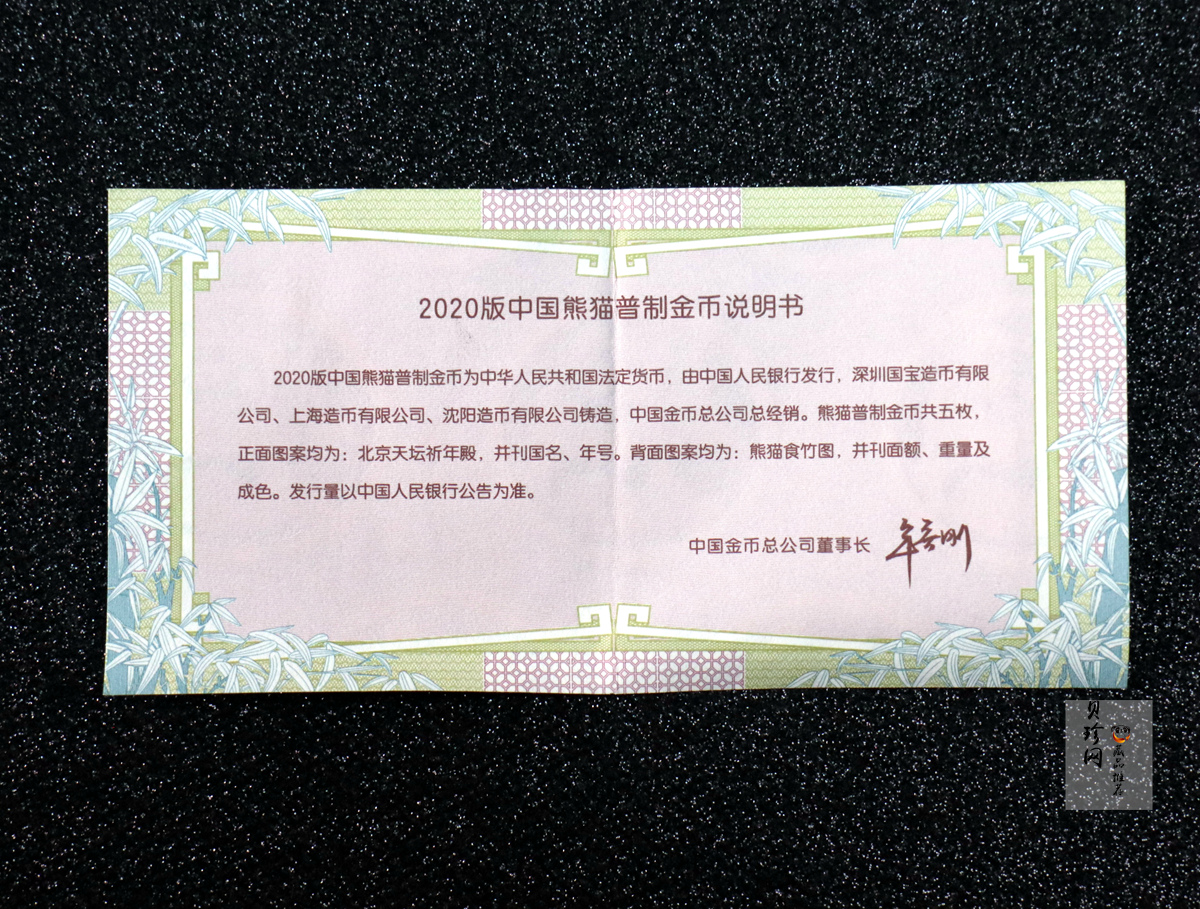 2020版中国熊猫普制金币说明书
2020版中国熊猫普制金币为中华人民共和国法定货币，由中国人民银行发行，深圳国宝造币有限
公司、上海造币有限公司、沈阳造币有限公司铸造，中国金币总公司总经销。熊猫普制金币共五枚，
正面图案均为：北京天坛祈年殿，并刊国名、年号。背面图案均为：熊猫食竹图，并刊面额、重量及
成色。发行量以中国人民银行公告为准。
中国金币总公司董事长
贝珍网
藏品推荐